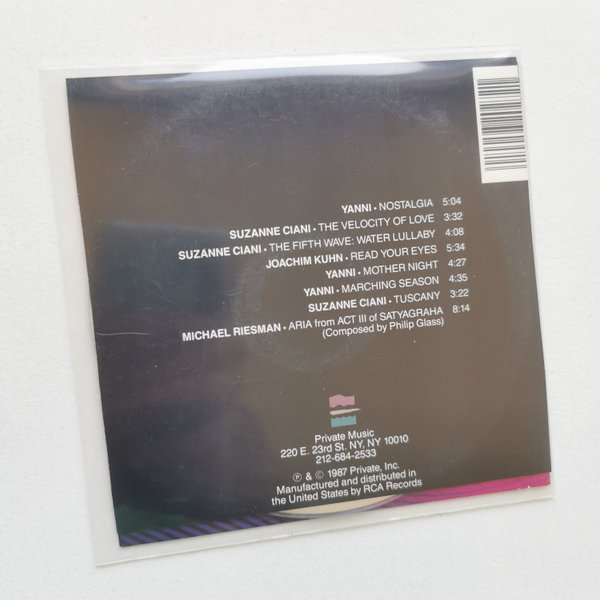 YANNI • NOSTALGIA 5:04
SUZANNE CIANI • THE VELOCITY OF LOVE 3:32
SUZANNE CIANI • THE FIFTH WAVE: WATER LULLABY 4:08
JOACHIM KUHN • READ YOUR EYES 5:34
YANNI • MOTHER NIGHT 4:27
YANNI • MARCHING SEASON 4:35
SUZANNE CIANI • TUSCANY 3:22
MICHAEL RIESMAN • ARIA from ACT III of SATYAGRAHA 8:14
(Composed by Philip Glass)
Private Music
220 E. 23rd St. NY, NY 10010
212-684-2533
℗ & © 1987 Private, Inc.
Manufactured and distributed in
the United States by RCA Records